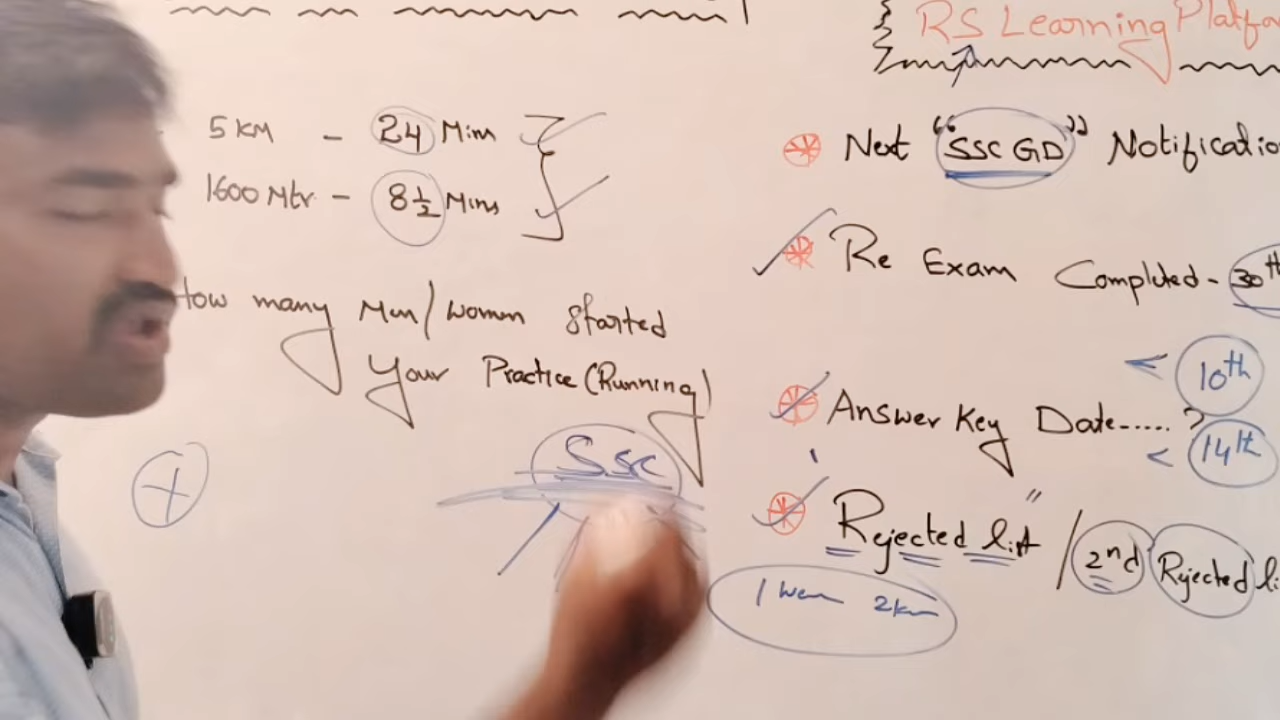 RS Learning Platfo
5 KM - 24 Mins
1600 Mtr - 8 1/2 Mins
How many Men/women started
Your Practice (Running)
+
SSC
Next "SSC GD" Notificatio
Re Exam Completed - 30th
10th
Answer Key Date.....?
14th
Rejected list / 2nd Rejected li
1 Week 2km